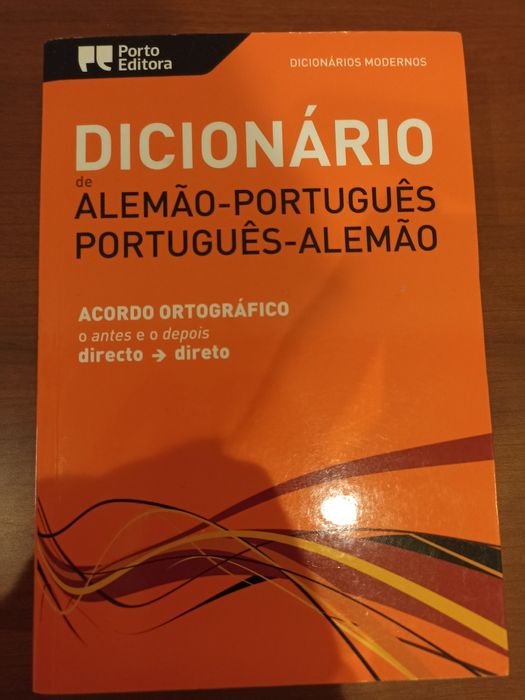 Porto
Editora
DICIONÁRIOS MODERNOS
DICIONÁRIO
de
ALEMÃO-PORTUGUÊS
PORTUGUÊS-ALEMÃO
ACORDO ORTOGRÁFICO
o antes e o depois
directo → direto